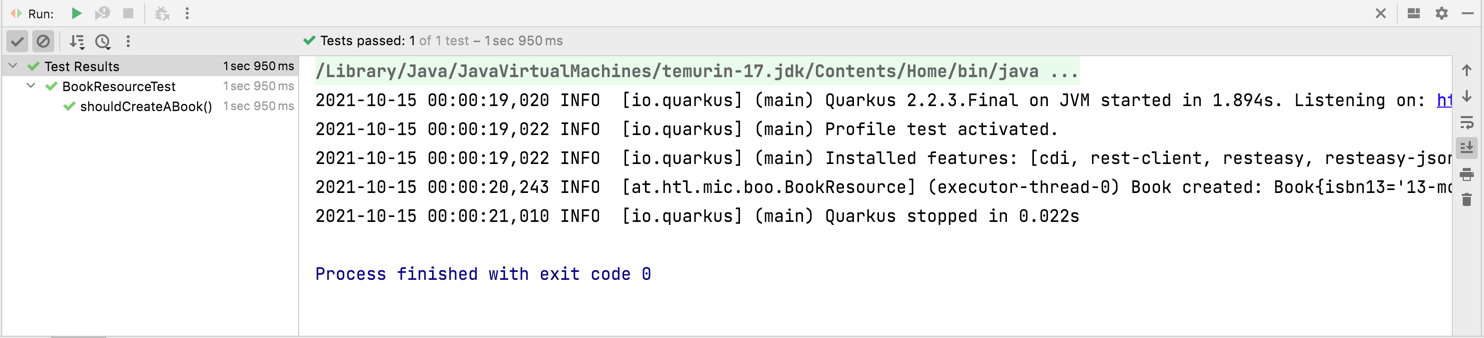 Run:
Tests passed: 1 of 1 test – 1 sec 950 ms
Test Results 1 sec 950 ms
BookResourceTest 1 sec 950 ms
shouldCreateABook() 1 sec 950 ms
/Library/Java/JavaVirtualMachines/temurin-17.jdk/Contents/Home/bin/java ...
2021-10-15 00:00:19,020 INFO [io.quarkus] (main) Quarkus 2.2.3.Final on JVM started in 1.894s. Listening on:
2021-10-15 00:00:19,022 INFO [io.quarkus] (main) Profile test activated.
2021-10-15 00:00:19,022 INFO [io.quarkus] (main) Installed features: [cdi, rest-client, resteasy, resteasy-json
2021-10-15 00:00:20,243 INFO [at.htl.mic.boo.BookResource] (executor-thread-0) Book created: Book{isbn13='13-mo
2021-10-15 00:00:21,010 INFO [io.quarkus] (main) Quarkus stopped in 0.022s
Process finished with exit code 0